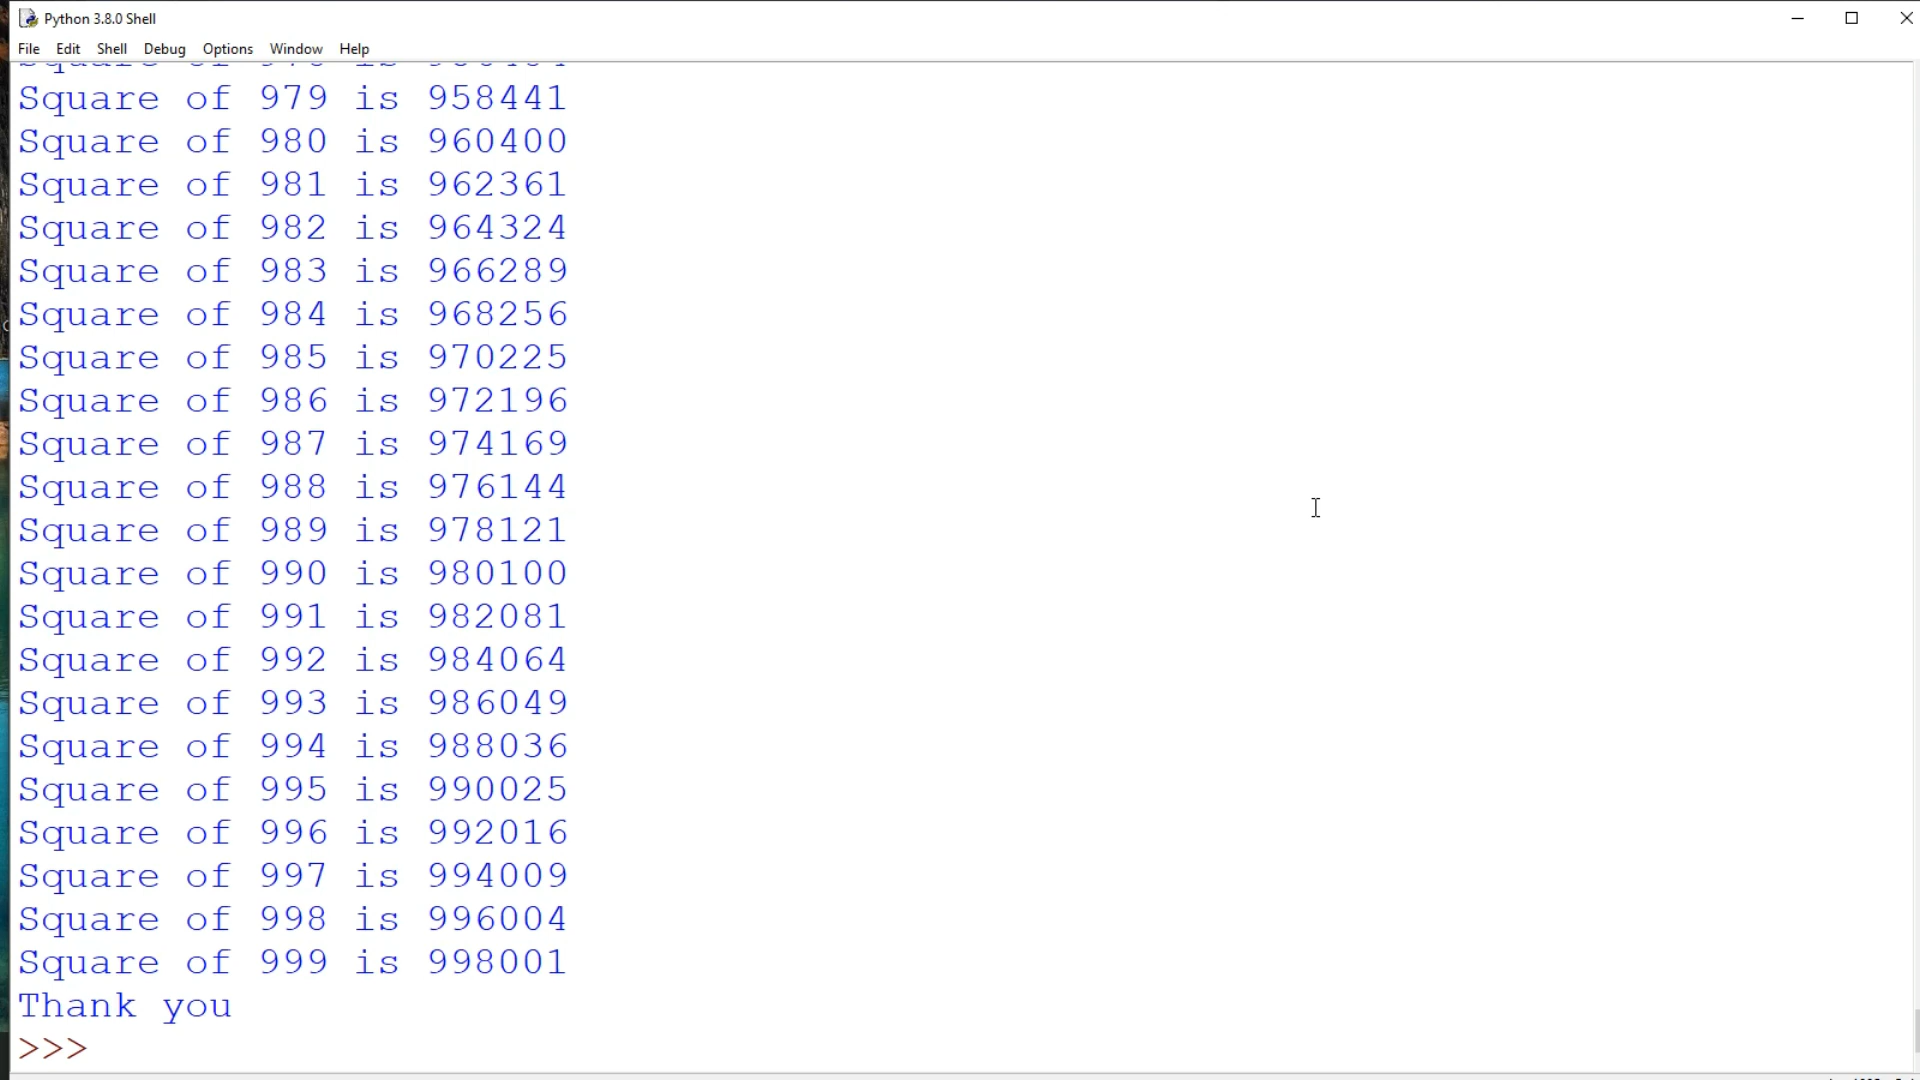 Python 3.8.0 Shell
File Edit Shell Debug Options Window Help
Square of 979 is 958441
Square of 980 is 960400
Square of 981 is 962361
Square of 982 is 964324
Square of 983 is 966289
Square of 984 is 968256
Square of 985 is 970225
Square of 986 is 972196
Square of 987 is 974169
Square of 988 is 976144
Square of 989 is 978121
Square of 990 is 980100
Square of 991 is 982081
Square of 992 is 984064
Square of 993 is 986049
Square of 994 is 988036
Square of 995 is 990025
Square of 996 is 992016
Square of 997 is 994009
Square of 998 is 996004
Square of 999 is 998001
Thank you
>>>